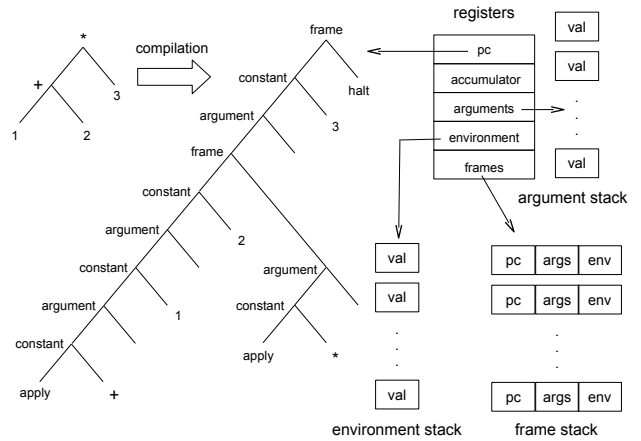 *
+
3
1
2
compilation
frame
halt
constant
3
argument
frame
constant
2
argument
constant
1
argument
constant
apply
+
argument
constant
apply
*
registers
pc
accumulator
arguments
environment
frames
val
val
.
.
.
val
argument stack
val
val
.
.
.
val
environment stack
pc args env
pc args env
.
.
.
pc args env
frame stack